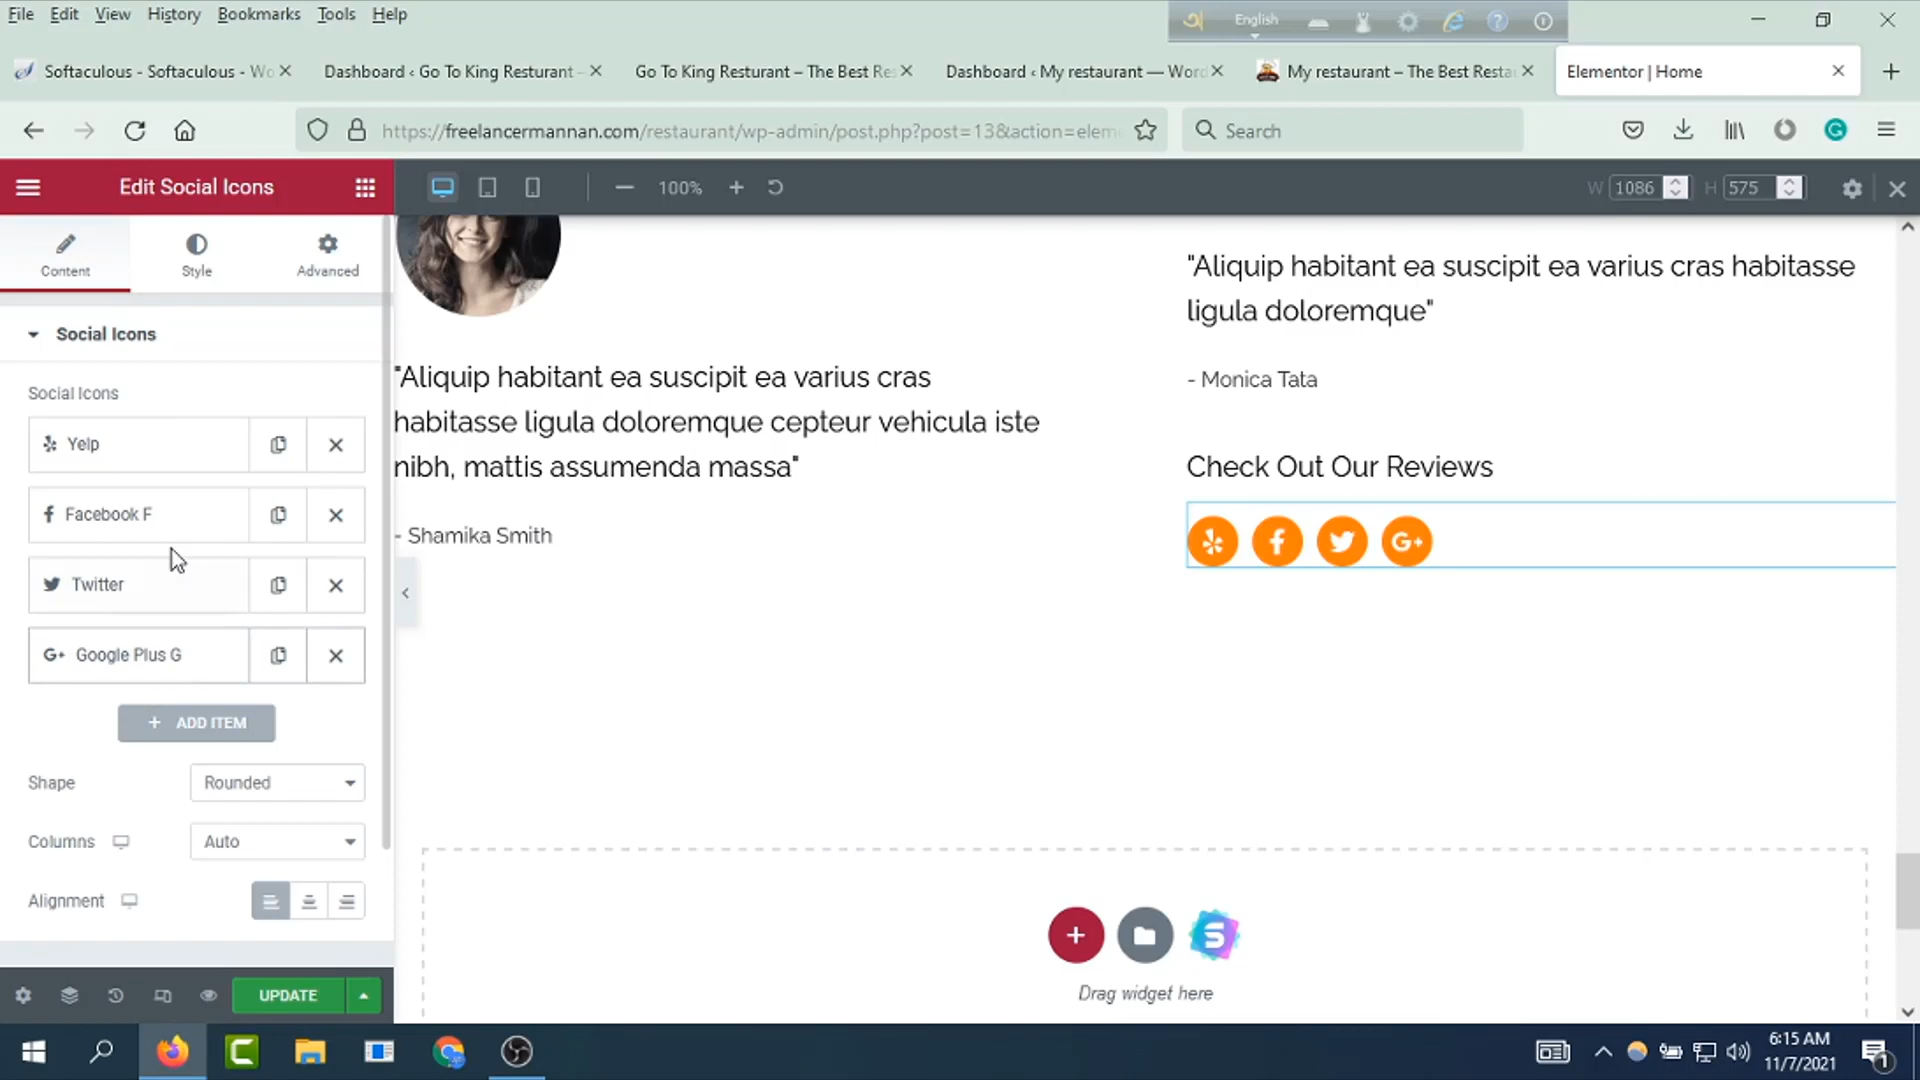 File Edit View History Bookmarks Tools Help
English
Softaculous - Softaculous - Wo
Dashboard ‹ Go To King Resturant -
Go To King Resturant – The Best Res
Dashboard ‹ My restaurant — Word
My restaurant – The Best Restau
Elementor | Home
https://freelancermannan.com/restaurant/wp-admin/post.php?post=13&action=eleme
Search
Edit Social Icons
100%
W 1086 H 575
Content
Style
Advanced
"Aliquip habitant ea suscipit ea varius cras habitasse
ligula doloremque"
- Monica Tata
Social Icons
Social Icons
Yelp
Facebook F
Twitter
Google Plus G
+ ADD ITEM
Shape Rounded
Columns Auto
Alignment
"Aliquip habitant ea suscipit ea varius cras
habitasse ligula doloremque cepteur vehicula iste
nibh, mattis assumenda massa"
- Shamika Smith
Check Out Our Reviews
Drag widget here
UPDATE
6:15 AM
11/7/2021
1